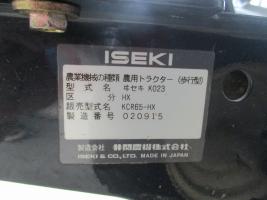 ISEKI
農業機械の種類 農用トラクター(歩行型)
型式名 ヰセキ K023
区分 HX
販売型式名 KCR65-HX
製造番号 020915
製造会社 井関農機株式会社
ISEKI & CO.,LTD. MADE IN JAPAN